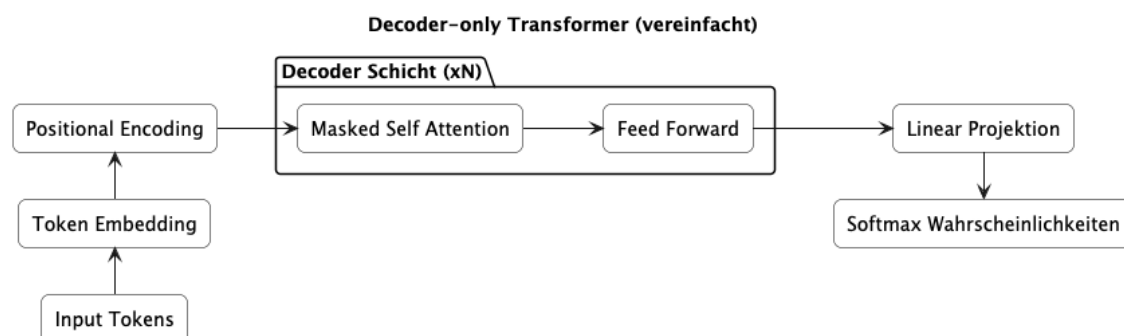 Decoder-only Transformer (vereinfacht)
Decoder Schicht (xN)
Positional Encoding
Masked Self Attention
Feed Forward
Linear Projektion
Token Embedding
Softmax Wahrscheinlichkeiten
Input Tokens